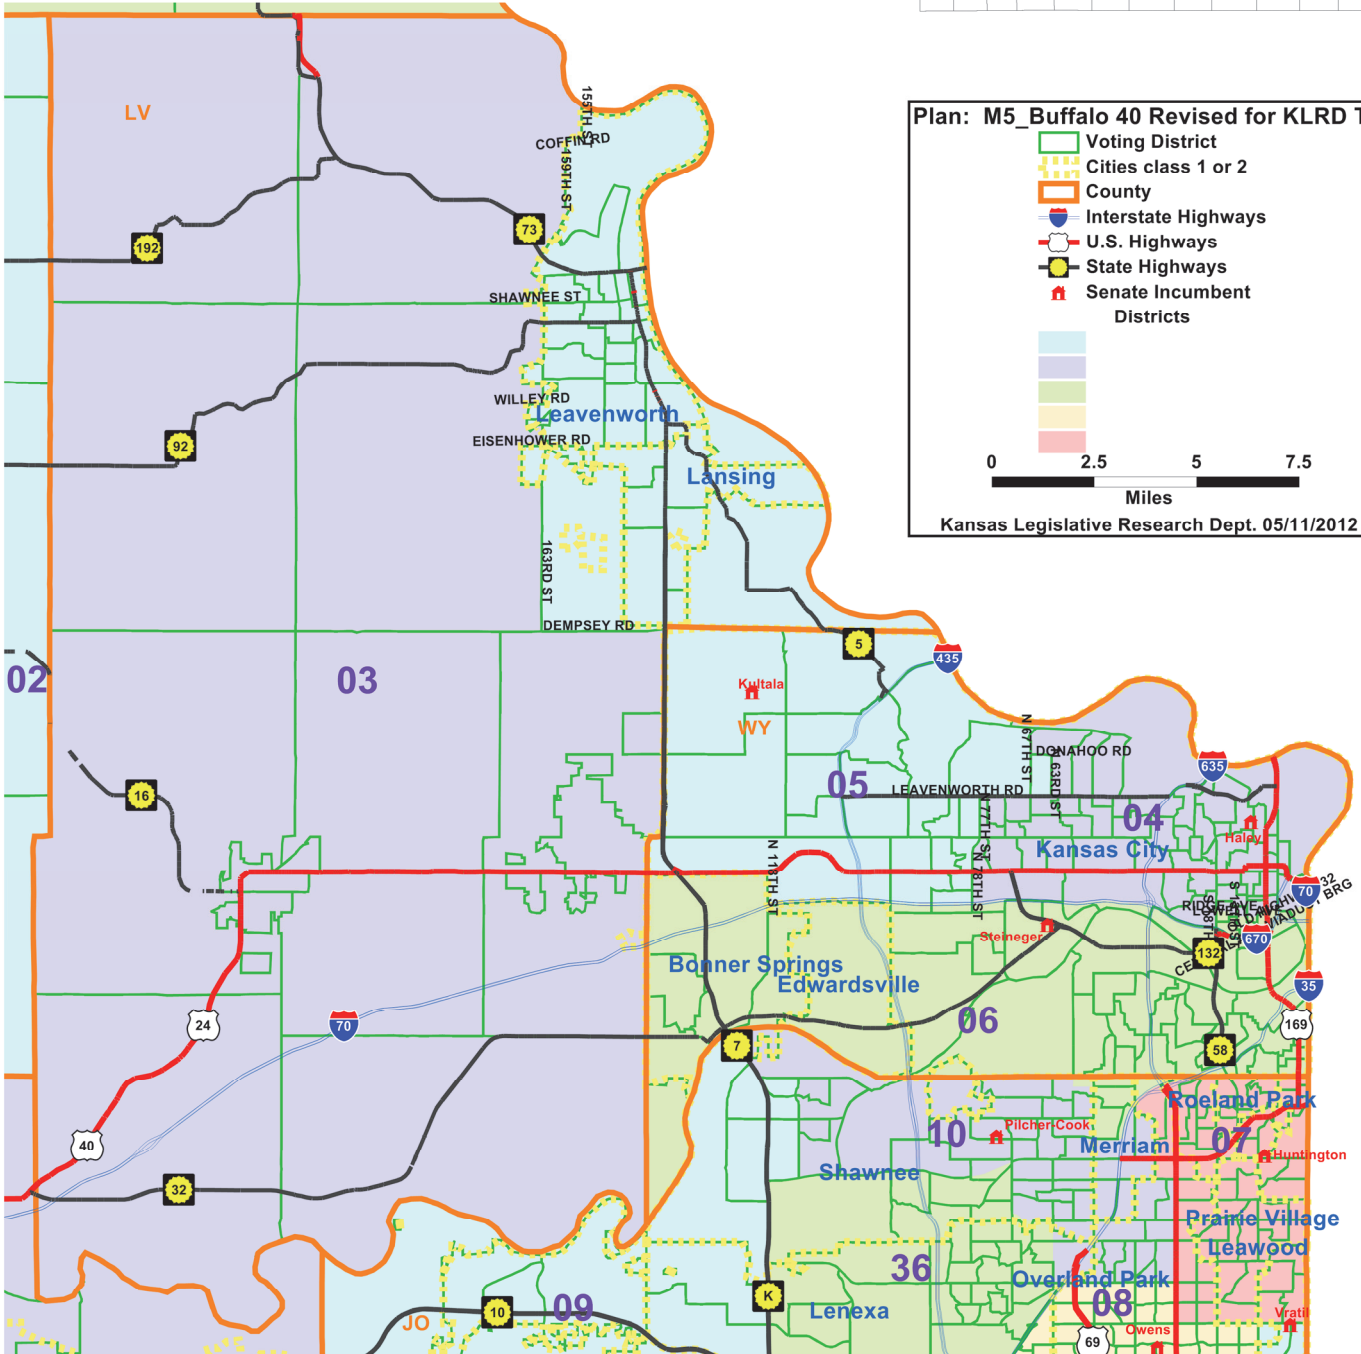 Plan: M5_Buffalo 40 Revised for KLRD T
Voting District
Cities class 1 or 2
County
Interstate Highways
U.S. Highways
State Highways
Senate Incumbent
Districts
0 2.5 5 7.5
Miles
Kansas Legislative Research Dept. 05/11/2012
LV
155TH ST
COFFIN RD
159TH ST
73
192
SHAWNEE ST
WILLEY RD
Leavenworth
EISENHOWER RD
92
Lansing
163RD ST
DEMPSEY RD
5
435
02
03
Kultala
WY
N 67TH ST
DONAHOO RD
N 63RD ST
635
05
LEAVENWORTH RD
16
N 77TH ST
04
Haley
Kansas City
N 118TH ST
N 78TH ST
70
32
VIADUCT BRG
RIDGE AVE
Steineger
670
132
Bonner Springs
Edwardsville
35
24
70
06
169
7
58
Roeland Park
40
10
Pilcher-Cook
Merriam
07
Huntington
Shawnee
32
Prairie Village
Leawood
36
Overland Park
K
08
10
09
Lenexa
JO
Vratil
Owens
69